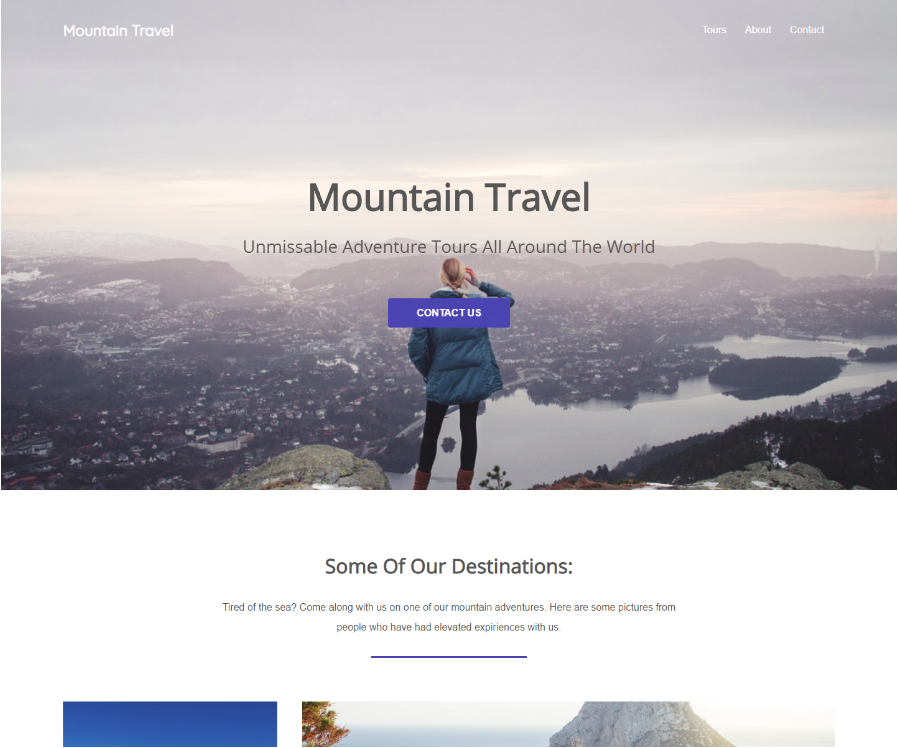 Mountain Travel
Tours About Contact
Mountain Travel
Unmissable Adventure Tours All Around The World
CONTACT US
Some Of Our Destinations:
Tired of the sea? Come along with us on one of our mountain adventures. Here are some pictures from
people who have had elevated expiriences with us.